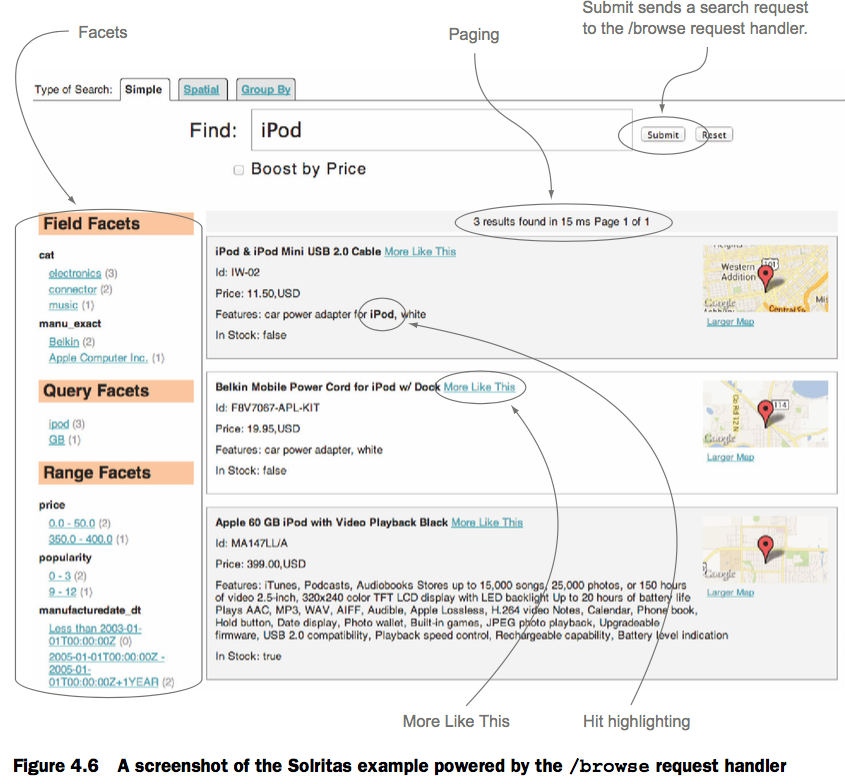 Submit sends a search request
to the /browse request handler.
Facets
Paging
Type of Search: Simple Spatial Group By
Find: iPod Submit Reset
Boost by Price
3 results found in 15 ms Page 1 of 1
Field Facets
cat
electronics (3)
connector (2)
music (1)
manu_exact
Belkin (2)
Apple Computer Inc. (1)
Query Facets
ipod (3)
GB (1)
Range Facets
price
0.0 - 50.0 (2)
350.0 - 400.0 (1)
popularity
0 - 3 (2)
9 - 12 (1)
manufacturedate_dt
Less than 2003-01-
01T00:00:00Z (0)
2005-01-01T00:00:00Z -
2005-01-
01T00:00:00Z+1YEAR (2)
iPod & iPod Mini USB 2.0 Cable More Like This
Id: IW-02
Price: 11.50,USD
Features: car power adapter for iPod, white
In Stock: false
Western
Addition
101
Google
Larger Map
Belkin Mobile Power Cord for iPod w/ Dock More Like This
Id: F8V7067-APL-KIT
Price: 19.95,USD
Features: car power adapter, white
In Stock: false
Co Rd 12 N
114
Google
Larger Map
Apple 60 GB iPod with Video Playback Black More Like This
Id: MA147LL/A
Price: 399.00,USD
Features: iTunes, Podcasts, Audiobooks Stores up to 15,000 songs, 25,000 photos, or 150 hours
of video 2.5-inch, 320x240 color TFT LCD display with LED backlight Up to 20 hours of battery life
Plays AAC, MP3, WAV, AIFF, Audible, Apple Lossless, H.264 video Notes, Calendar, Phone book,
Hold button, Date display, Photo wallet, Built-in games, JPEG photo playback, Upgradeable
firmware, USB 2.0 compatibility, Playback speed control, Rechargeable capability, Battery level indication
In Stock: true
Google
Larger Map
More Like This
Hit highlighting
Figure 4.6 A screenshot of the Solritas example powered by the /browse request handler